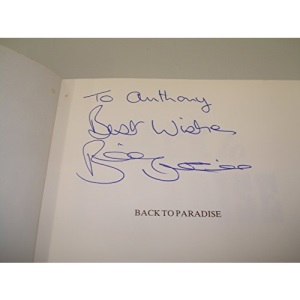 To Anthony
Best Wishes
BACK TO PARADISE